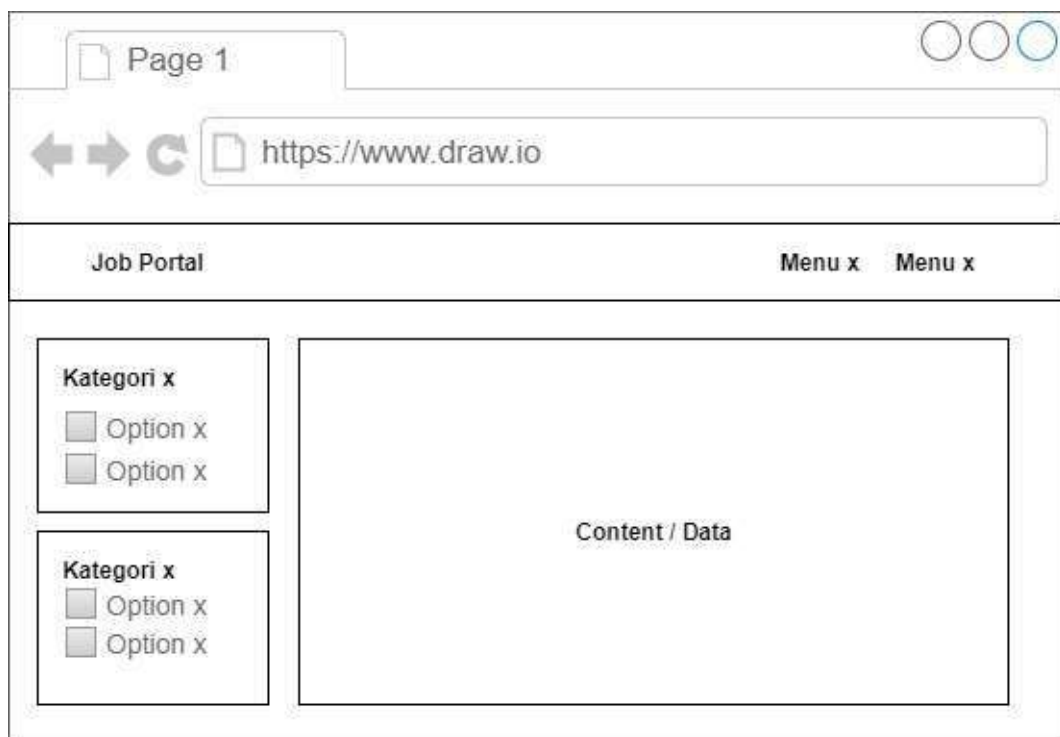 Page 1
https://www.draw.io
Job Portal
Menu x Menu x
Kategori x
Option x
Option x
Kategori x
Option x
Option x
Content / Data